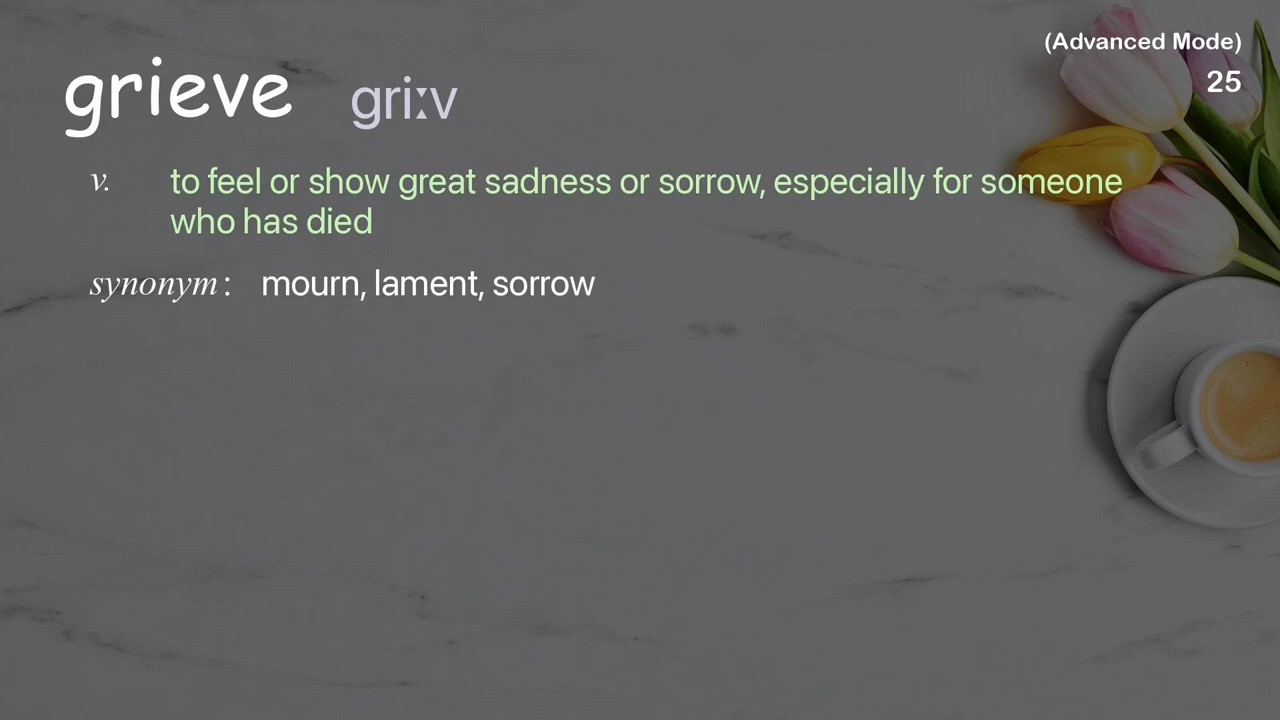 (Advanced Mode)
25
grieve griːv
v. to feel or show great sadness or sorrow, especially for someone
who has died
synonym : mourn, lament, sorrow